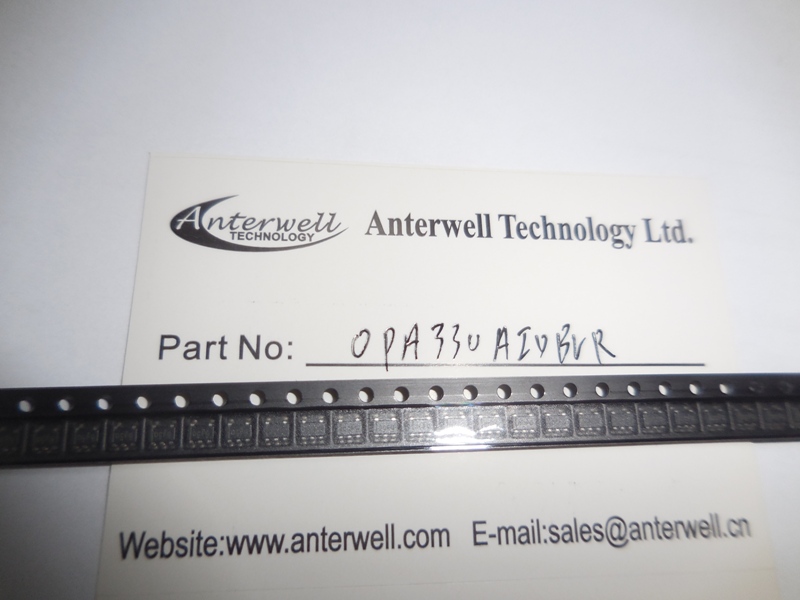 Anterwell
TECHNOLOGY
Anterwell Technology Ltd.
Part No: OPA330AIDBVR
Website:www.anterwell.com E-mail:sales@anterwell.cn